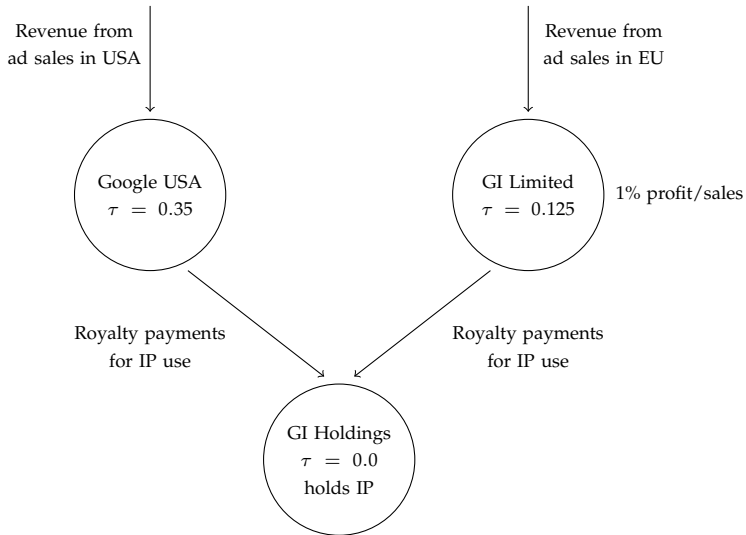 Revenue from
ad sales in USA
Revenue from
ad sales in EU
Google USA
τ = 0.35
GI Limited
τ = 0.125
1% profit/sales
Royalty payments
for IP use
Royalty payments
for IP use
GI Holdings
τ = 0.0
holds IP